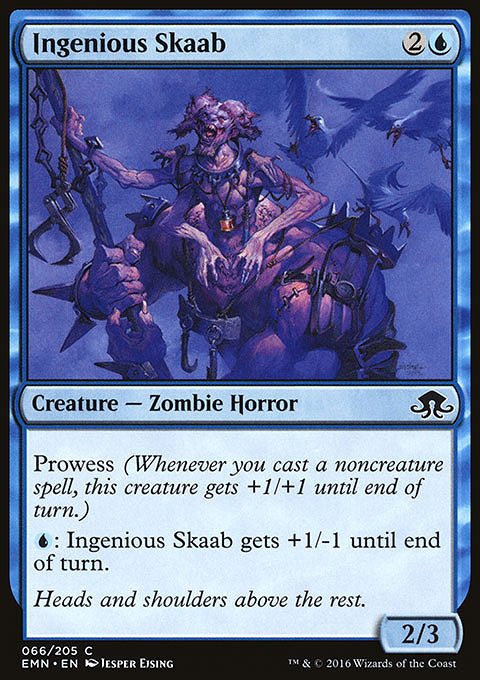 Ingenious Skaab 2
Creature — Zombie Horror
Prowess (Whenever you cast a noncreature
spell, this creature gets +1/+1 until end of
turn.)
: Ingenious Skaab gets +1/-1 until end
of turn.
Heads and shoulders above the rest.
2/3
066/205 C
EMN • EN Jesper Eising
™ & © 2016 Wizards of the Coast